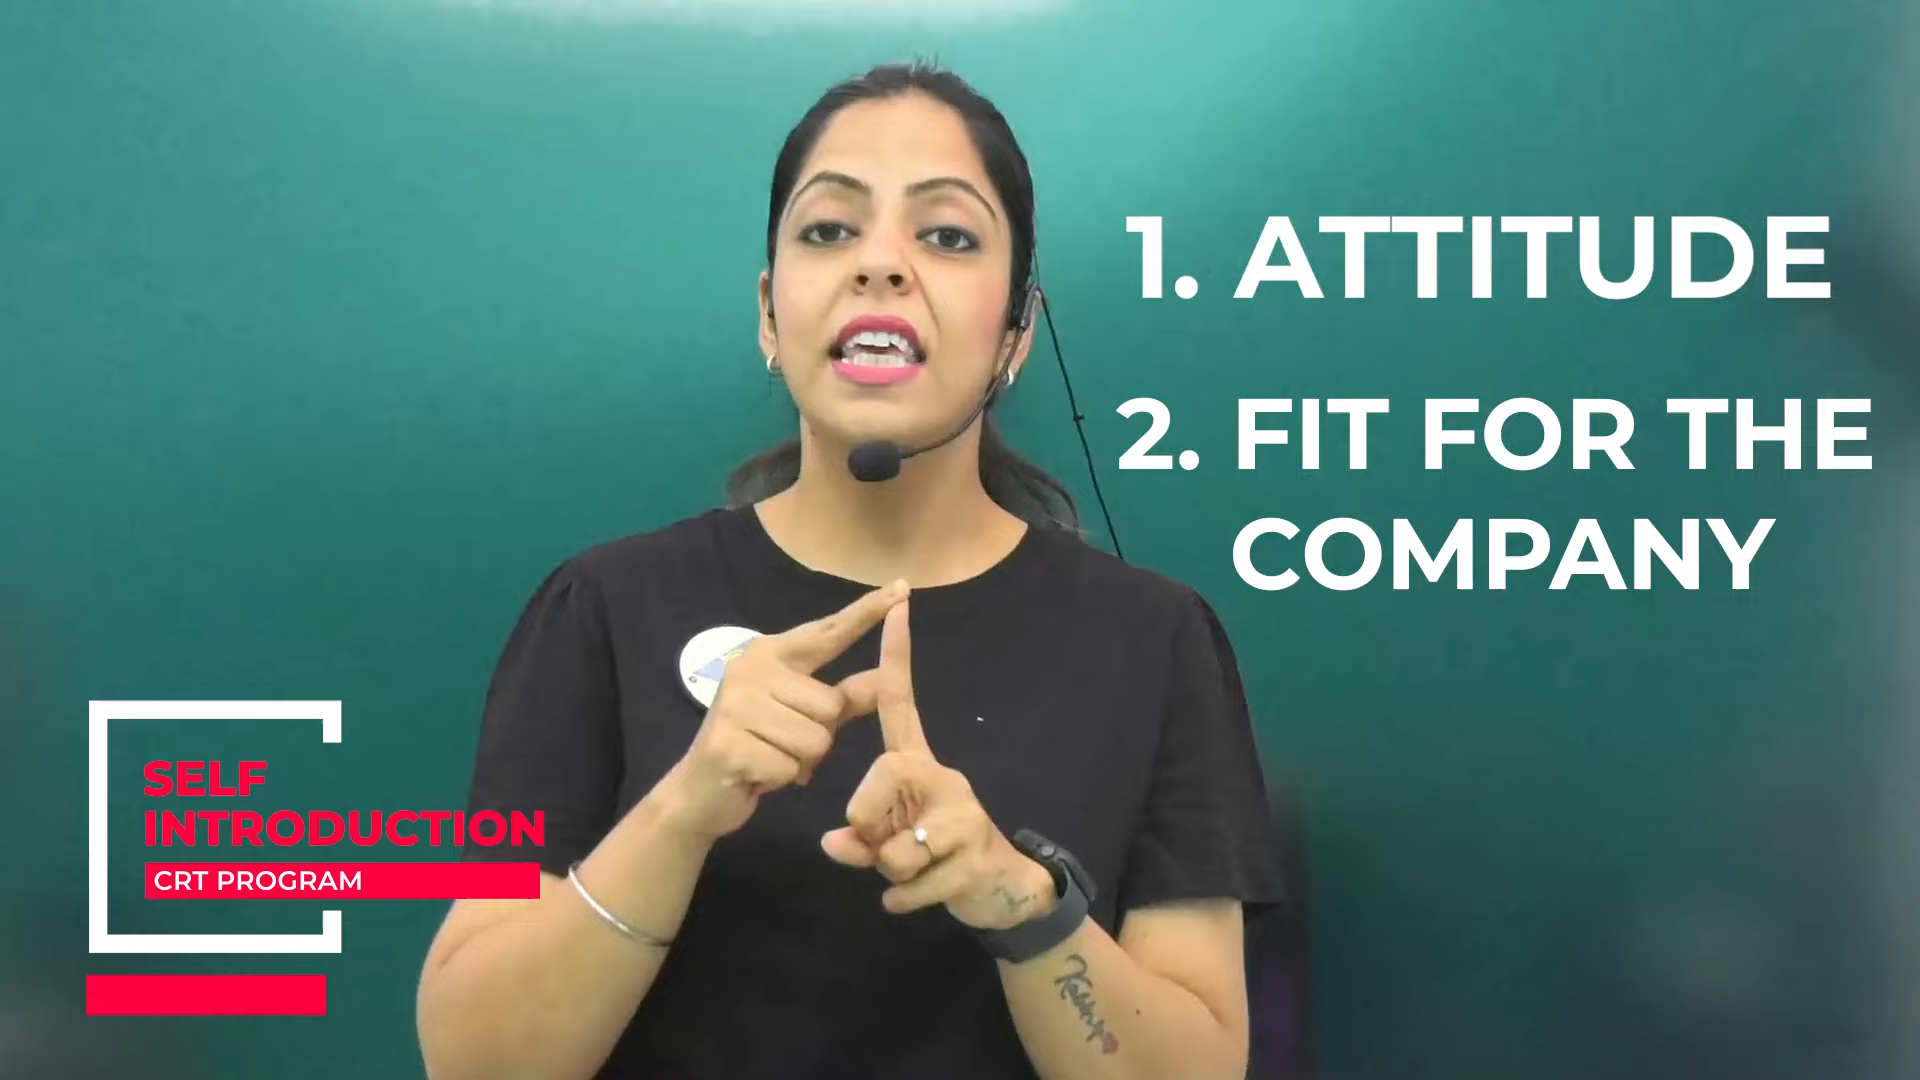 1. ATTITUDE
2. FIT FOR THE
COMPANY
SELF
INTRODUCTION
CRT PROGRAM